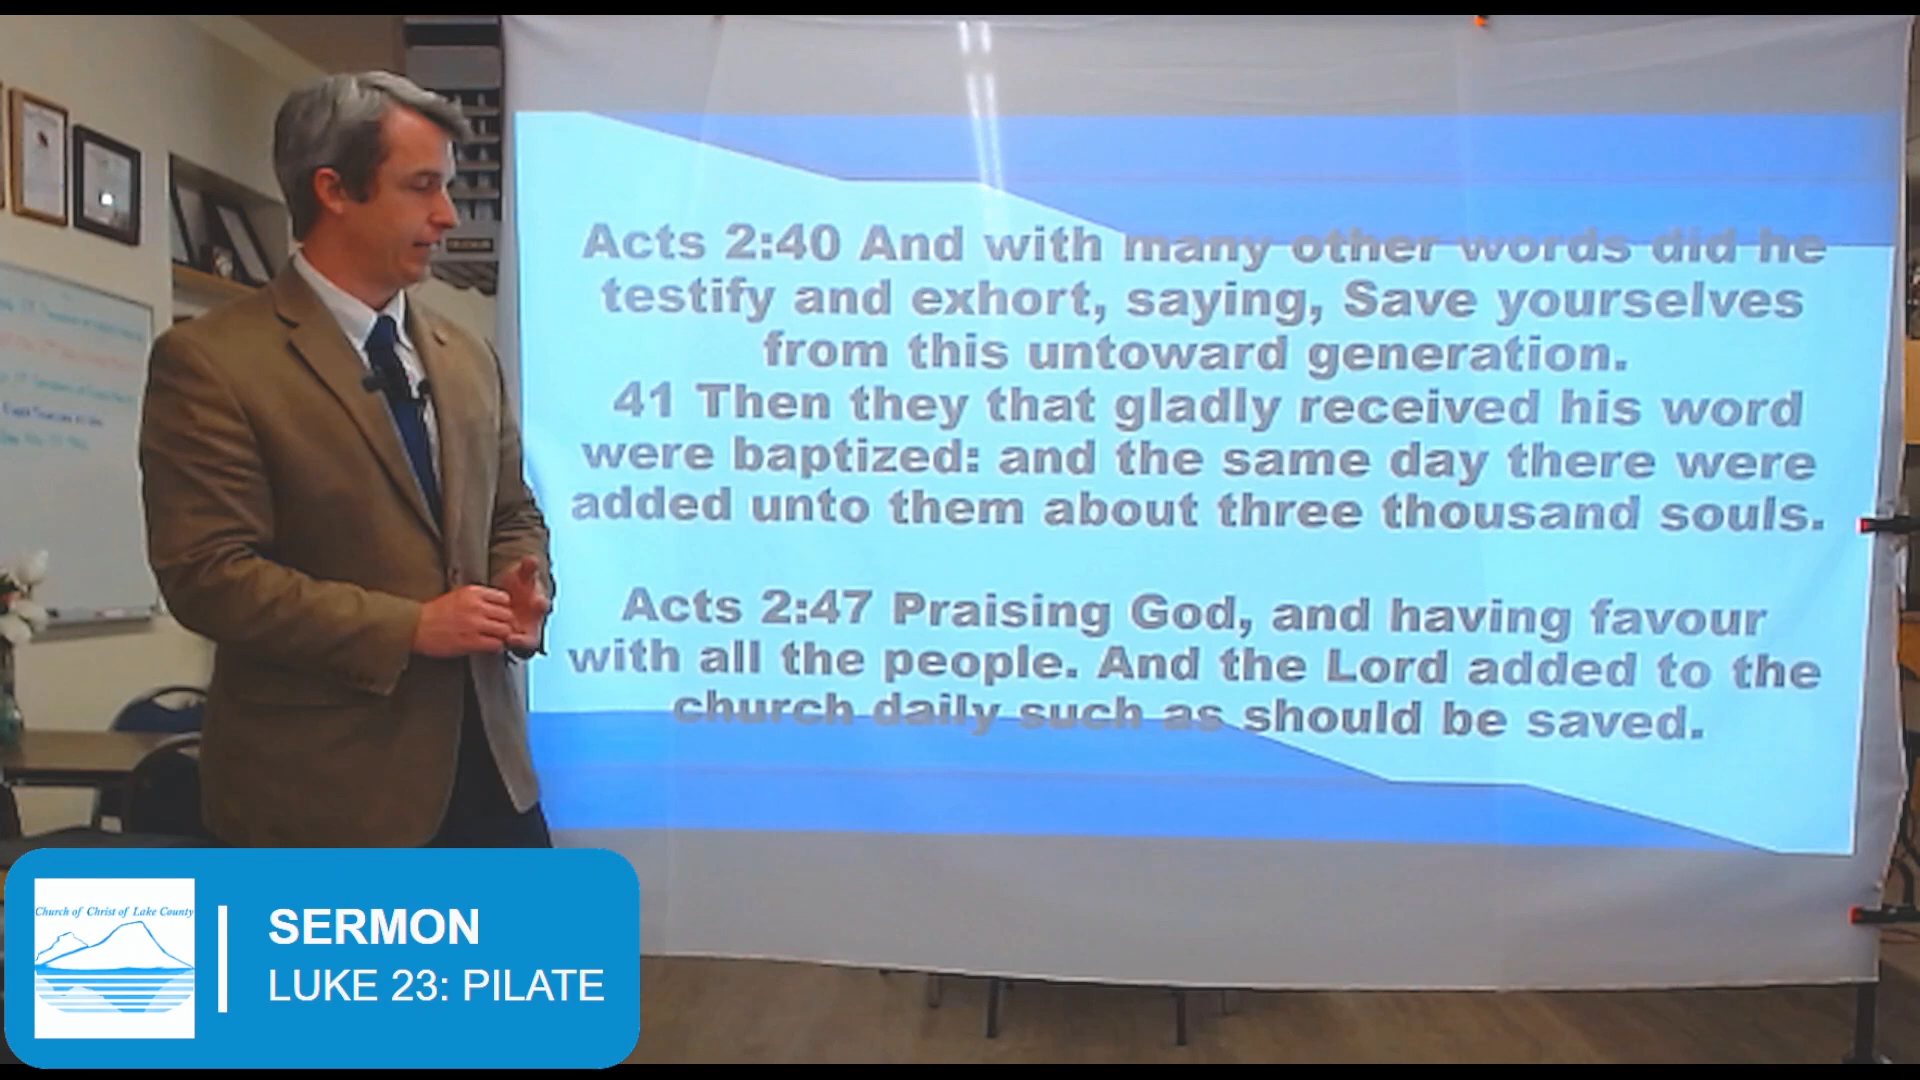 Acts 2:40 And with many other words did he
testify and exhort, saying, Save yourselves
from this untoward generation.
41 Then they that gladly received his word
were baptized: and the same day there were
added unto them about three thousand souls.
Acts 2:47 Praising God, and having favour
with all the people. And the Lord added to the
church daily such as should be saved.
Church of Christ of Lake County
SERMON
LUKE 23: PILATE